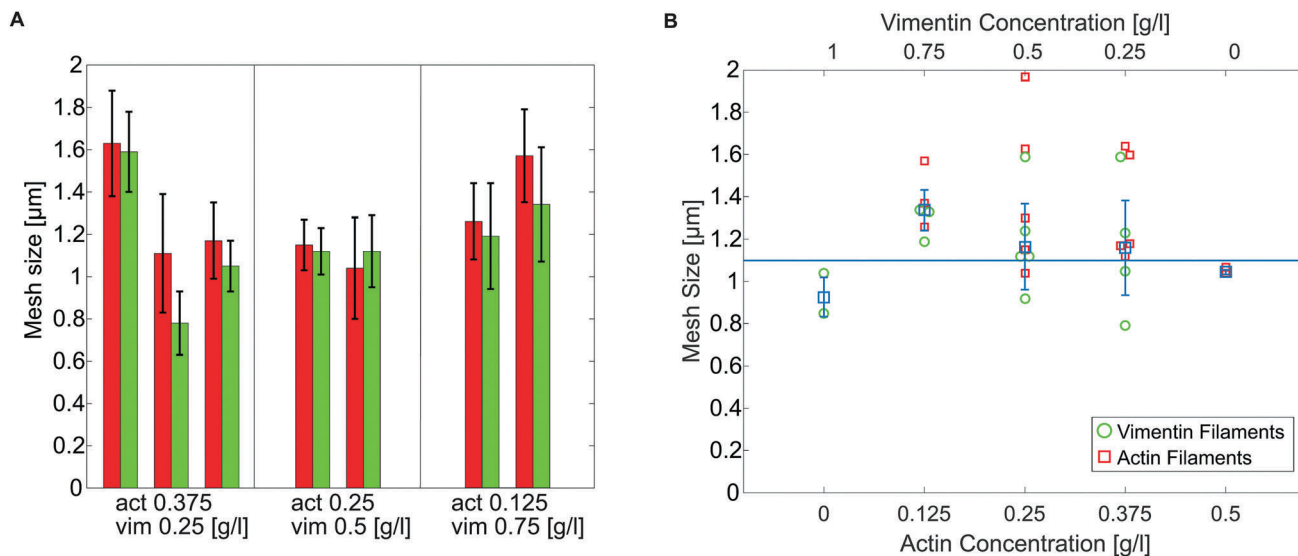 A
Mesh size [µm]
2
1.8
1.6
1.4
1.2
1
0.8
0.6
0.4
0.2
0
act 0.375
vim 0.25 [g/l]
act 0.25
vim 0.5 [g/l]
act 0.125
vim 0.75 [g/l]
B
Vimentin Concentration [g/l]
1 0.75 0.5 0.25 0
Mesh Size [µm]
2
1.8
1.6
1.4
1.2
1
0.8
0.6
0.4
0.2
0
Vimentin Filaments
Actin Filaments
0 0.125 0.25 0.375 0.5
Actin Concentration [g/l]